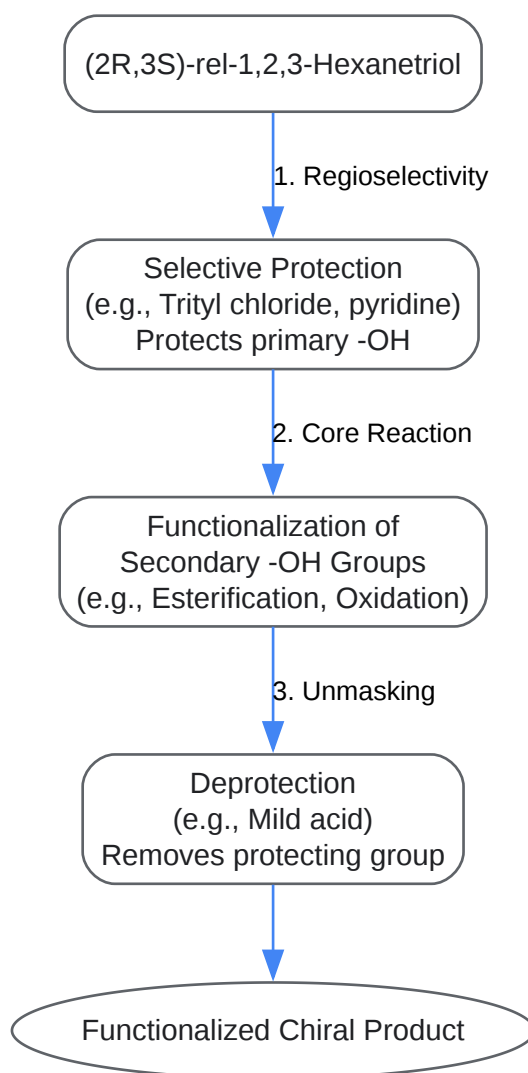 (2R,3S)-rel-1,2,3-Hexanetriol
1. Regioselectivity
Selective Protection
(e.g., Trityl chloride, pyridine)
Protects primary -OH
2. Core Reaction
Functionalization of
Secondary -OH Groups
(e.g., Esterification, Oxidation)
3. Unmasking
Deprotection
(e.g., Mild acid)
Removes protecting group
Functionalized Chiral Product